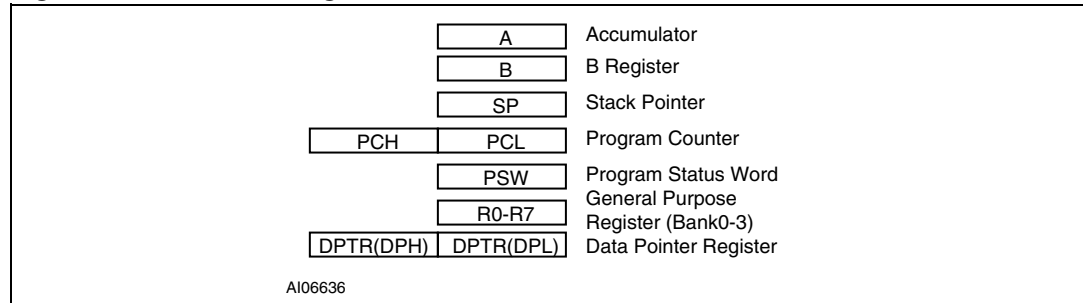 A Accumulator
B B Register
SP Stack Pointer
PCH PCL Program Counter
PSW Program Status Word
R0-R7 General Purpose
Register (Bank0-3)
DPTR(DPH) DPTR(DPL) Data Pointer Register
AI06636